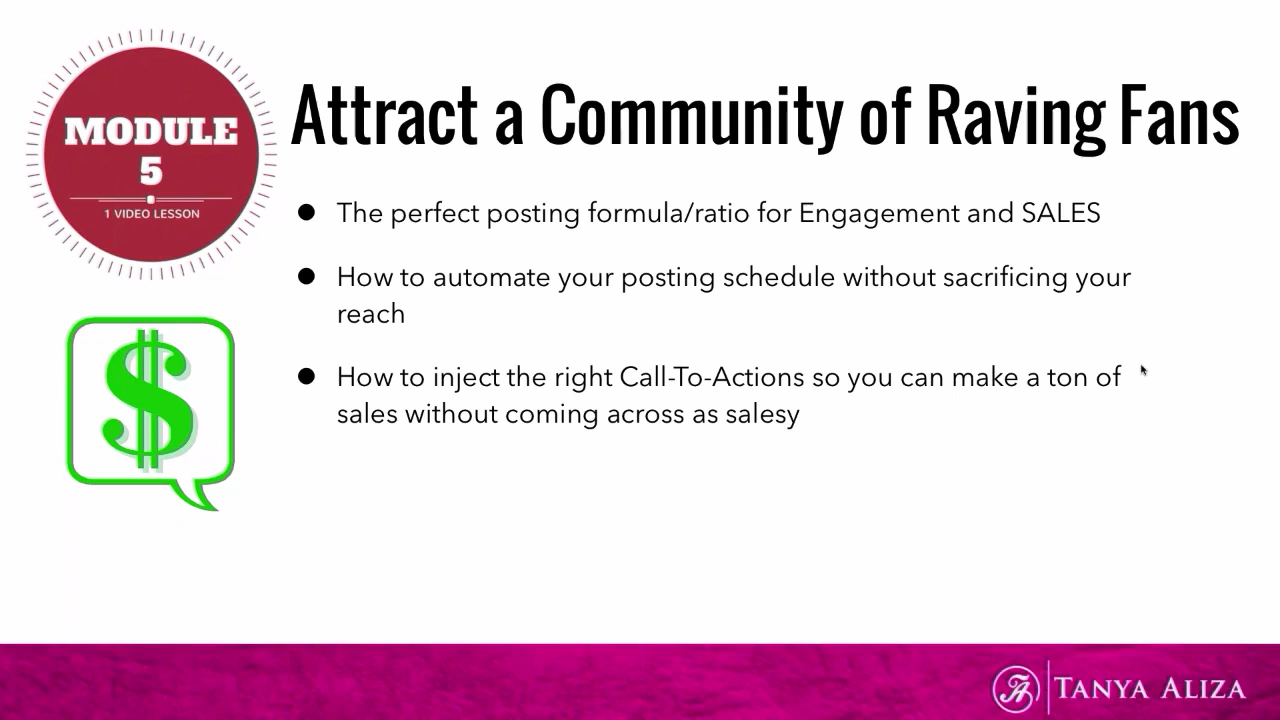 MODULE
5
1 VIDEO LESSON
Attract a Community of Raving Fans
● The perfect posting formula/ratio for Engagement and SALES
● How to automate your posting schedule without sacrificing your
reach
● How to inject the right Call-To-Actions so you can make a ton of
sales without coming across as salesy
$
TA | TANYA ALIZA